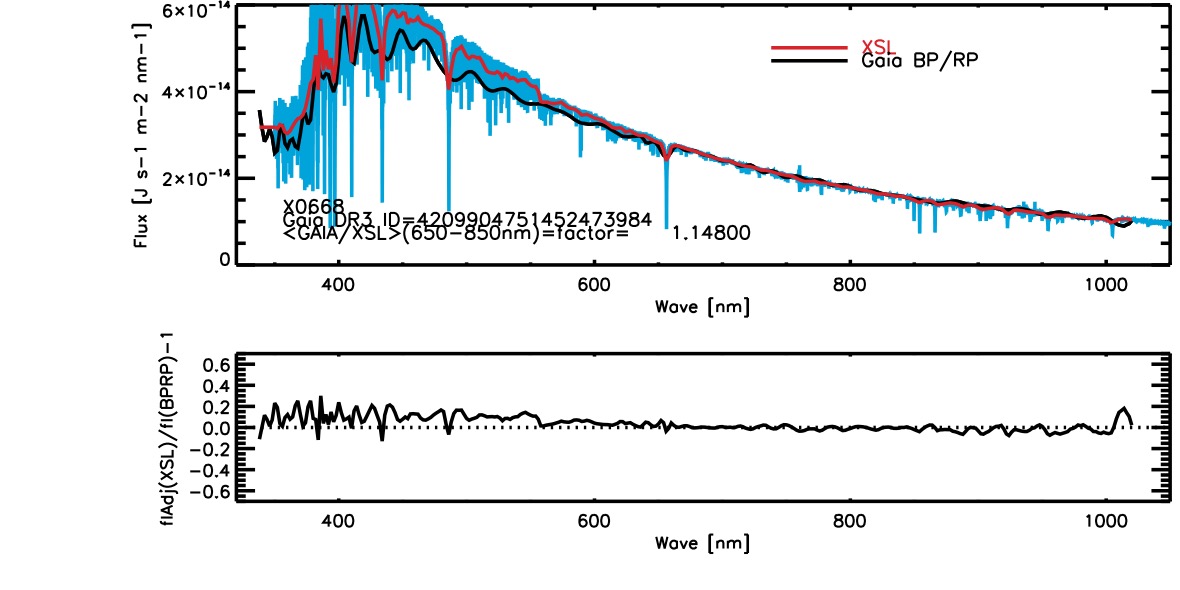 6×10−14
4×10−14
2×10−14
0
Flux [J s−1 m−2 nm−1]
XSL
Gaia BP/RP
X0668
Gaia DR3 ID=4209904751452473984
<GAIA/XSL>(650−850nm)=factor= 1.14800
400 600 800 1000
Wave [nm]
0.6
0.4
0.2
0.0
−0.2
−0.4
−0.6
flAdj(XSL)/fl(BPRP)−1
400 600 800 1000
Wave [nm]